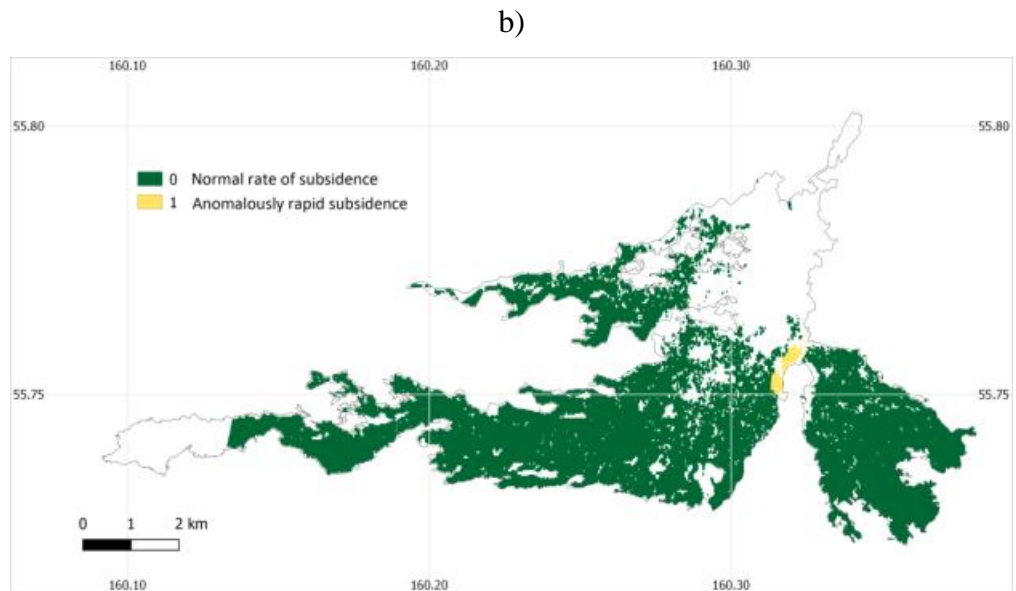 b)
160.10 160.20 160.30
55.80 55.80
0 Normal rate of subsidence
1 Anomalously rapid subsidence
55.75 55.75
0 1 2 km
160.10 160.20 160.30